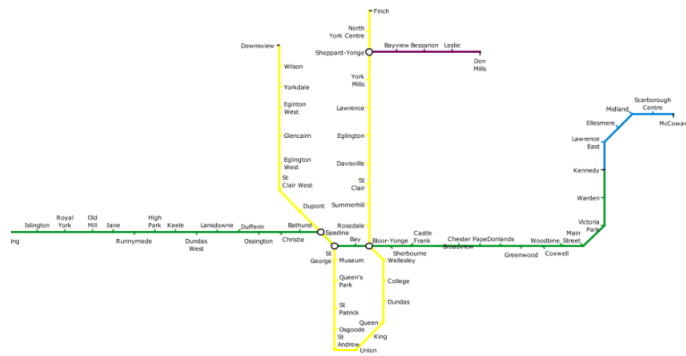 Finch
North
York Centre
Downsview
Sheppard-Yonge
Bayview Bessarion Leslie
Don
Mills
Wilson
Yorkdale
York
Mills
Eginton
West
Lawrence
Glencairn
Eglington
Eglington
West
Davisville
St
Clair West
St
Clair
Dupont
Summerhill
Rosedale
Scarborough
Centre
Midland
McCowan
Ellesmere
Lawrence
East
Kennedy
Warden
Victoria
Park
Main
Street
Islington
Royal
York
Old
Mill
Jane
High
Park
Keele
Lansdowne
Dufferin
Bathurst
Spedina
Bay
Bloor-Yonge
Castle
Frank
Chester Pape Donlands
Woodbine
ing
Runnymede
Dundas
West
Ossington
Christie
St
George
Museum
Sherbourne
Broadview
Greenwood
Coxwell
Wellesley
Queen's
Park
College
St
Patrick
Dundas
Osgoode
Queen
St
Andrew
King
Union